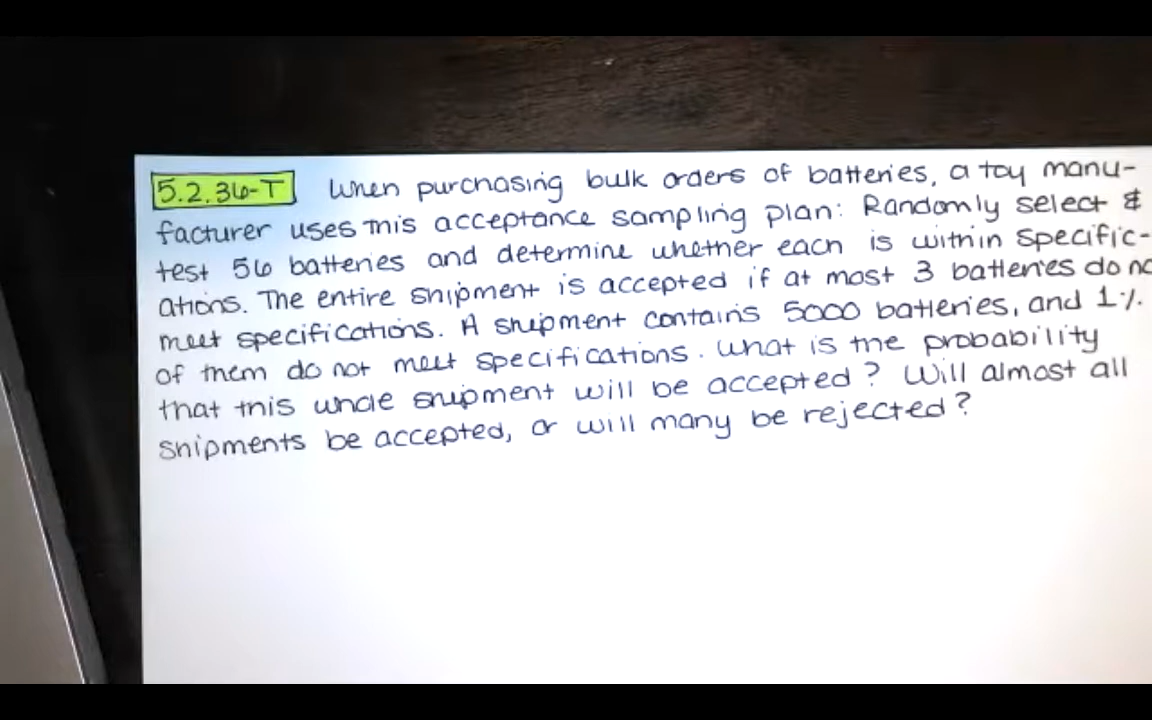 5.2.36-T When purchasing bulk orders of batteries, a toy manu-
facturer uses this acceptance sampling plan: Randomly select &
test 56 batteries and determine whether each is within specific-
ations. The entire shipment is accepted if at most 3 batteries do no
meet specifications. A shipment contains 5000 batteries, and 1%
of them do not meet specifications. What is the probability
that this whole shipment will be accepted? Will almost all
shipments be accepted, or will many be rejected?